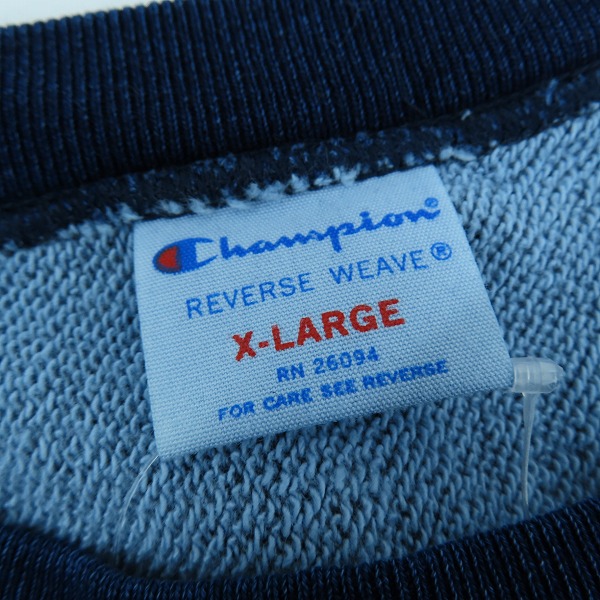 Champion®
REVERSE WEAVE®
X-LARGE
RN 26094
FOR CARE SEE REVERSE